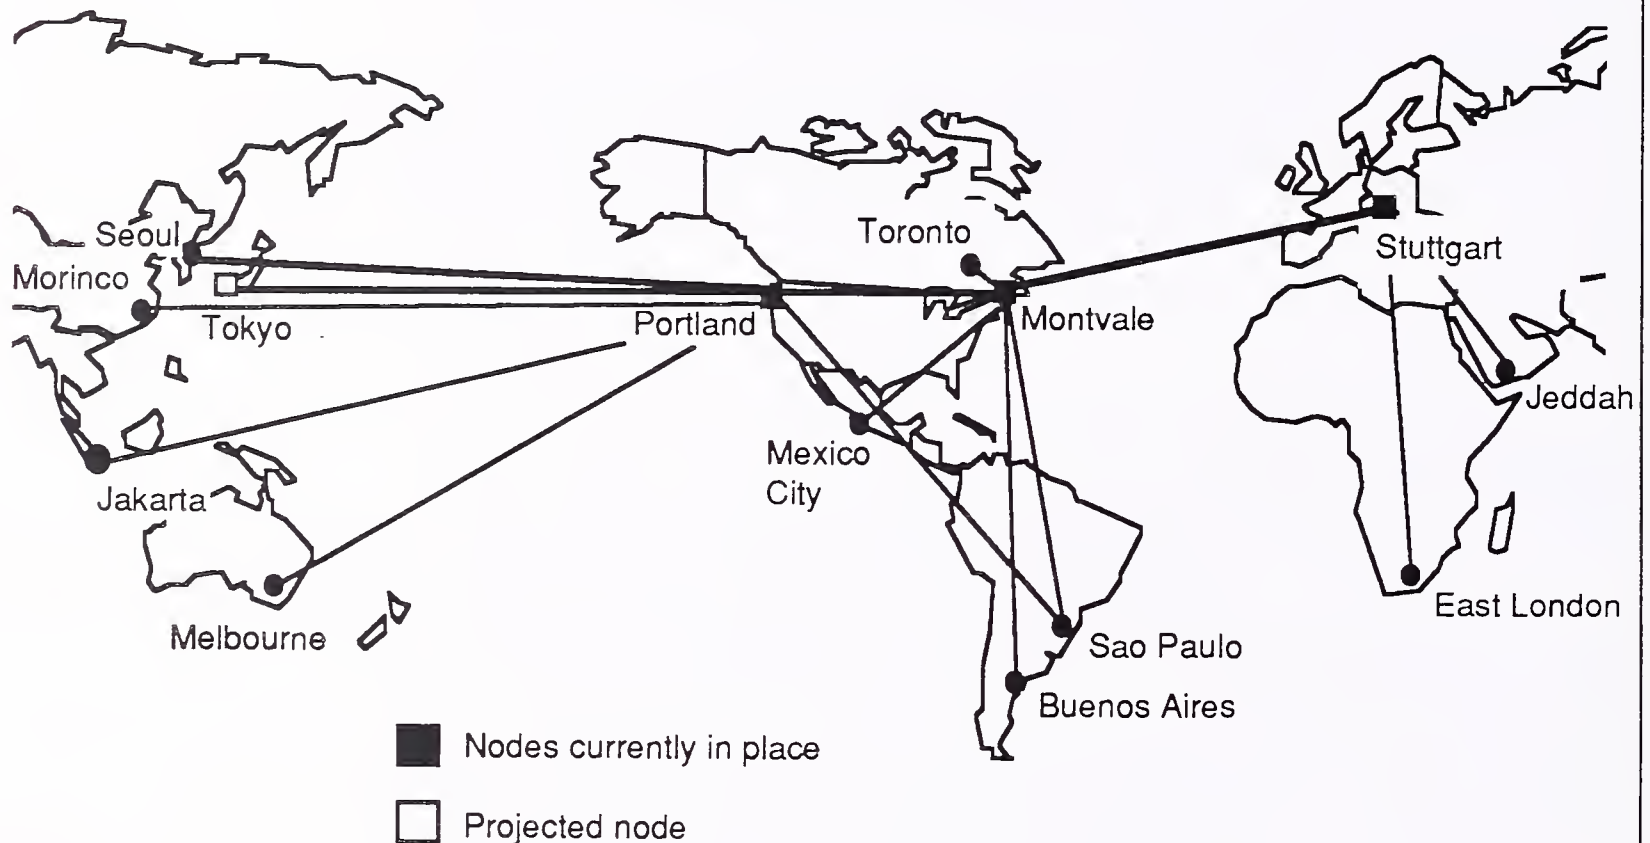 Toronto
Seoul
Stuttgart
Morinco
Tokyo
Portland
Montvale
Jeddah
Mexico
City
Jakarta
East London
Melbourne
Sao Paulo
Buenos Aires
Nodes currently in place
Projected node